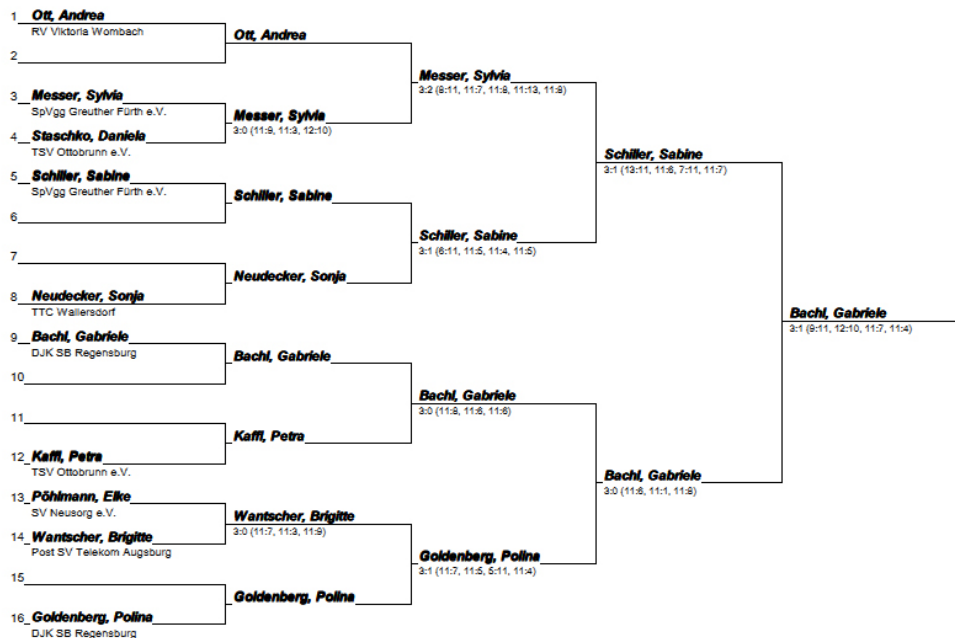 1 Ott, Andrea
RV Viktoria Wombach
2
3 Messer, Sylvia
SpVgg Greuther Fürth e.V.
4 Staschko, Daniela
TSV Ottobrunn e.V.
5 Schiller, Sabine
SpVgg Greuther Fürth e.V.
6
7
8 Neudecker, Sonja
TTC Wallersdorf
9 Bachl, Gabriele
DJK SB Regensburg
10
11
12 Kaffl, Petra
TSV Ottobrunn e.V.
13 Pöhlmann, Elke
SV Neusorg e.V.
14 Wantscher, Brigitte
Post SV Telekom Augsburg
15
16 Goldenberg, Polina
DJK SB Regensburg
Ott, Andrea
Messer, Sylvia
3:0 (11:9, 11:3, 12:10)
Schiller, Sabine
Neudecker, Sonja
Bachl, Gabriele
Kaffl, Petra
Wantscher, Brigitte
3:0 (11:7, 11:3, 11:9)
Goldenberg, Polina
Messer, Sylvia
3:2 (8:11, 11:7, 11:8, 11:13, 11:8)
Schiller, Sabine
3:1 (6:11, 11:5, 11:4, 11:5)
Bachl, Gabriele
3:0 (11:8, 11:6, 11:6)
Goldenberg, Polina
3:1 (11:7, 11:5, 5:11, 11:4)
Schiller, Sabine
3:1 (13:11, 11:6, 7:11, 11:7)
Bachl, Gabriele
3:0 (11:6, 11:1, 11:8)
Bachl, Gabriele
3:1 (9:11, 12:10, 11:7, 11:4)